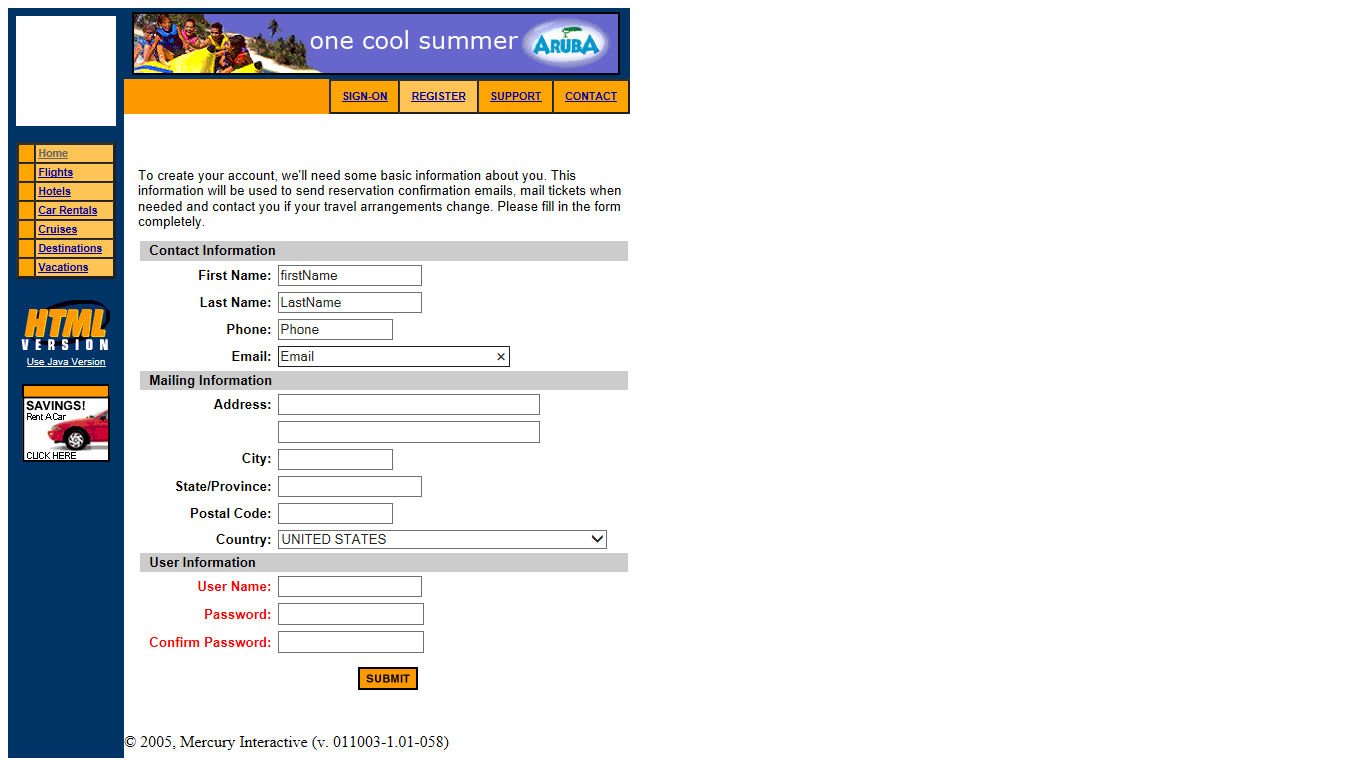 one cool summer ARUBA
SIGN-ON REGISTER SUPPORT CONTACT
Home
Flights
Hotels
Car Rentals
Cruises
Destinations
Vacations
HTML
VERSION
Use Java Version
SAVINGS!
Rent A Car
CLICK HERE
To create your account, we'll need some basic information about you. This
information will be used to send reservation confirmation emails, mail tickets when
needed and contact you if your travel arrangements change. Please fill in the form
completely.
Contact Information
First Name: firstName
Last Name: LastName
Phone: Phone
Email: Email ×
Mailing Information
Address:
City:
State/Province:
Postal Code:
Country: UNITED STATES
User Information
User Name:
Password:
Confirm Password:
SUBMIT
© 2005, Mercury Interactive (v. 011003-1.01-058)